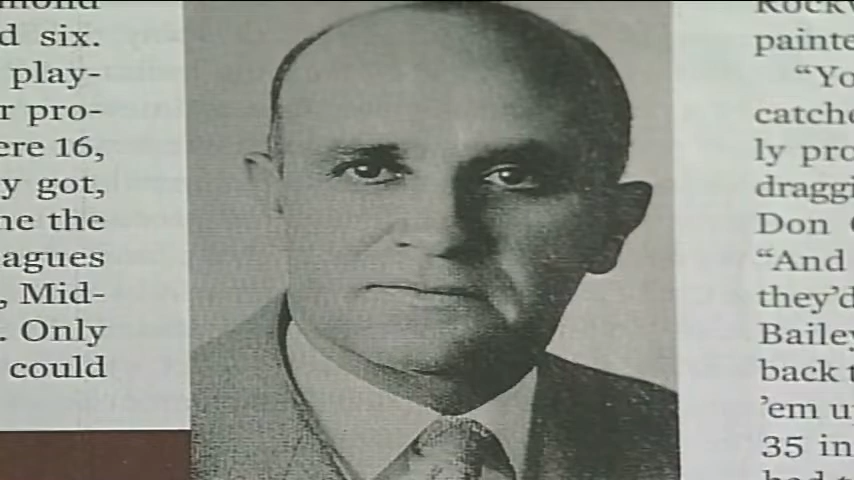 d six.
play-
r pro-
ere 16,
y got,
ne the
agues
, Mid-
. Only
could
painte
“Yo
catche
ly pro
draggi
Don
“And
they’d
Bailey
back t
’em u
35 in